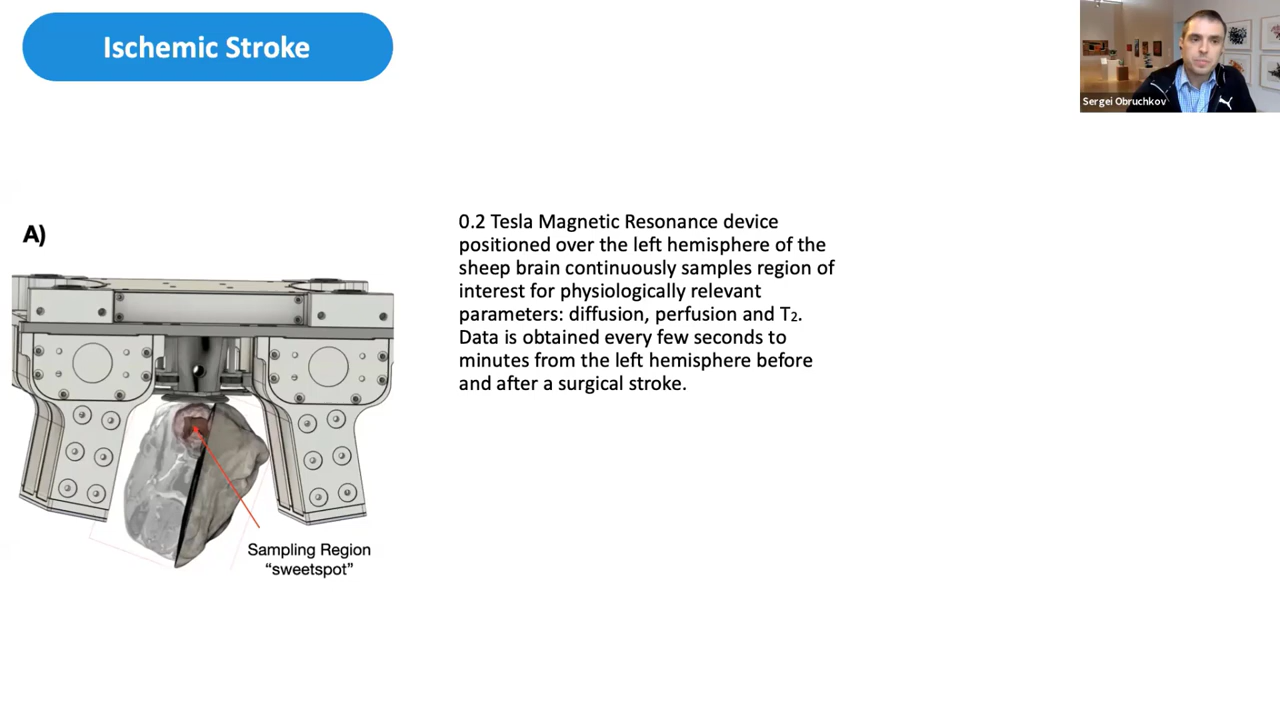 Ischemic Stroke
Sergei Obruchkov
A)
0.2 Tesla Magnetic Resonance device
positioned over the left hemisphere of the
sheep brain continuously samples region of
interest for physiologically relevant
parameters: diffusion, perfusion and T₂.
Data is obtained every few seconds to
minutes from the left hemisphere before
and after a surgical stroke.
Sampling Region
“sweetspot”